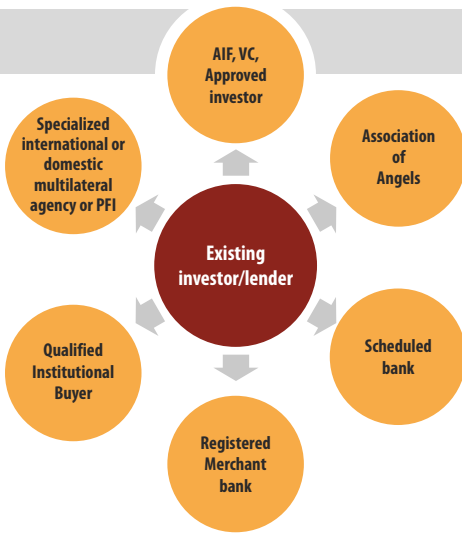 AIF, VC,
Approved
investor
Specialized
international or
domestic
multilateral
agency or PFI
Association
of
Angels
Existing
investor/lender
Qualified
Institutional
Buyer
Scheduled
bank
Registered
Merchant
bank